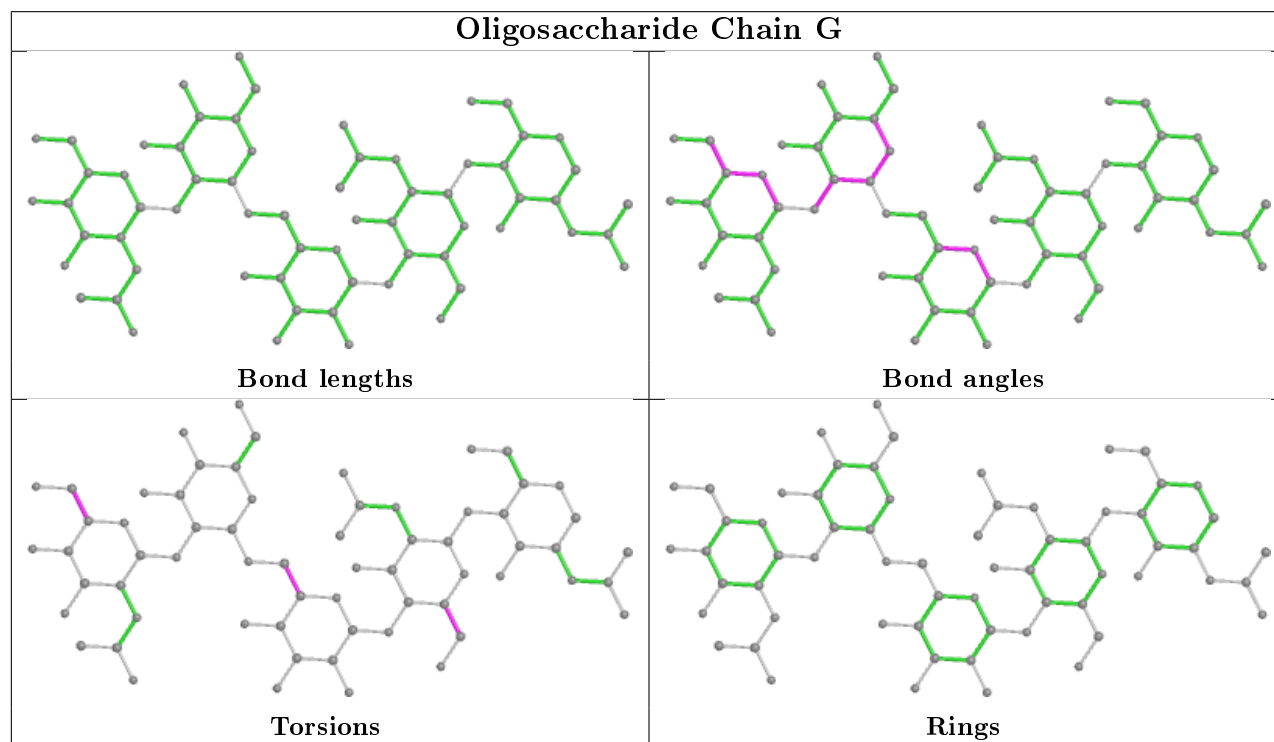 Oligosaccharide Chain G
Bond lengths
Bond angles
Torsions
Rings